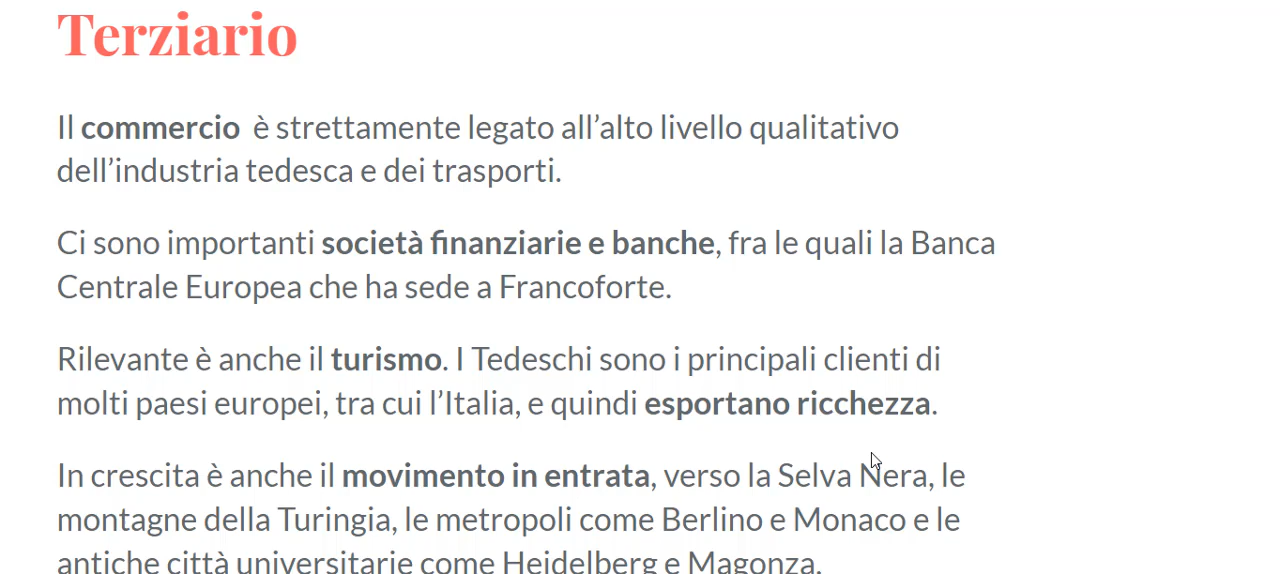 Terziario
Il commercio è strettamente legato all’alto livello qualitativo
dell’industria tedesca e dei trasporti.
Ci sono importanti società finanziarie e banche, fra le quali la Banca
Centrale Europea che ha sede a Francoforte.
Rilevante è anche il turismo. I Tedeschi sono i principali clienti di
molti paesi europei, tra cui l’Italia, e quindi esportano ricchezza.
In crescita è anche il movimento in entrata, verso la Selva Nera, le
montagne della Turingia, le metropoli come Berlino e Monaco e le
antiche città universitarie come Heidelberg e Magonza.